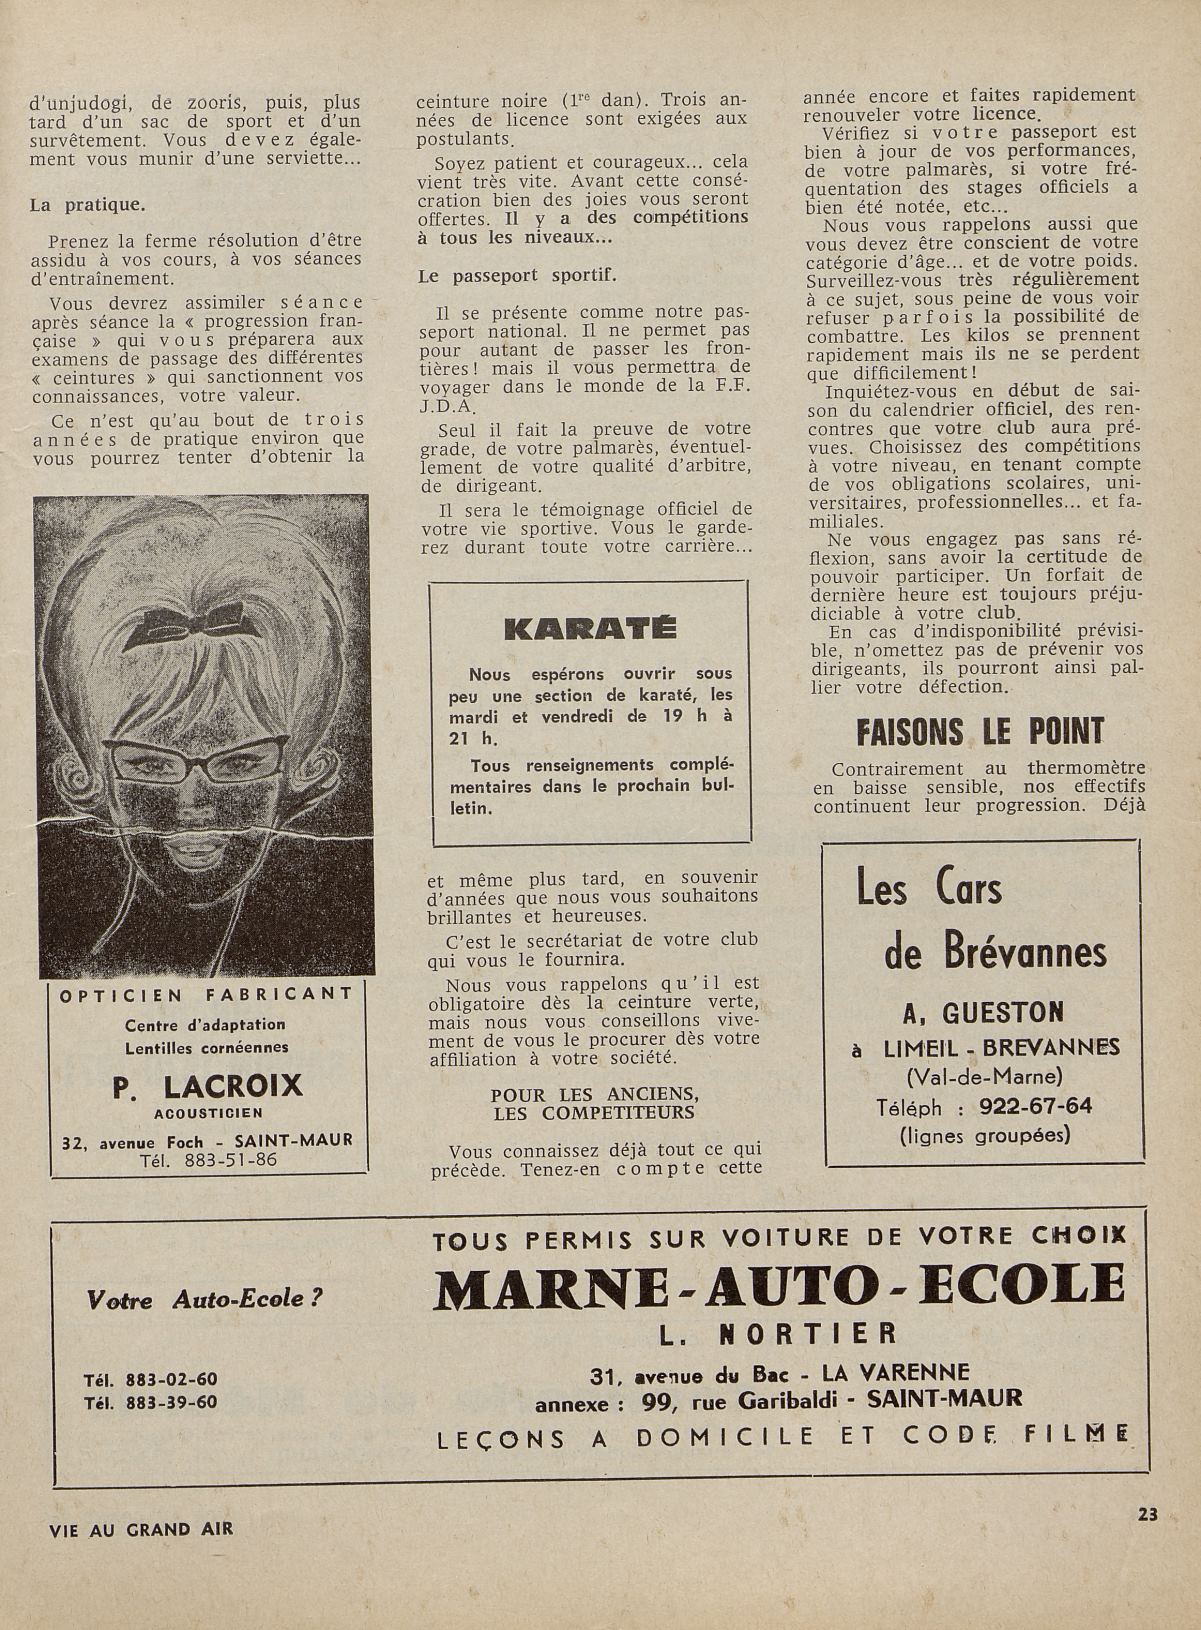 d'unjudogi, de zooris, puis, plus
tard d'un sac de sport et d'un
survêtement. Vous devez égale-
ment vous munir d'une serviette...
La pratique.
Prenez la ferme résolution d'être
assidu à vos cours, à vos séances
d'entraînement.
Vous devrez assimiler séance
après séance la « progression fran-
çaise » qui vous préparera aux
examens de passage des différentes
« ceintures » qui sanctionnent vos
connaissances, votre valeur.
Ce n'est qu'au bout de trois
années de pratique environ que
vous pourrez tenter d'obtenir la
OPTICIEN FABRICANT
Centre d'adaptation
Lentilles cornéennes
P. LACROIX
ACOUSTICIEN
32, avenue Foch - SAINT-MAUR
Tél. 883-51-86
ceinture noire (1re dan). Trois an-
nées de licence sont exigées aux
postulants.
Soyez patient et courageux... cela
vient très vite. Avant cette consé-
cration bien des joies vous seront
offertes. Il y a des compétitions
à tous les niveaux...
Le passeport sportif.
Il se présente comme notre pas-
seport national. Il ne permet pas
pour autant de passer les fron-
tières ! mais il vous permettra de
voyager dans le monde de la F.F.
J.D.A.
Seul il fait la preuve de votre
grade, de votre palmarès, éventuel-
lement de votre qualité d'arbitre,
de dirigeant.
Il sera le témoignage officiel de
votre vie sportive. Vous le garde-
rez durant toute votre carrière...
KARATÉ
Nous espérons ouvrir sous
peu une section de karaté, les
mardi et vendredi de 19 h à
21 h.
Tous renseignements complé-
mentaires dans le prochain bul-
letin.
et même plus tard, en souvenir
d'années que nous vous souhaitons
brillantes et heureuses.
C'est le secrétariat de votre club
qui vous le fournira.
Nous vous rappelons qu'il est
obligatoire dès la ceinture verte,
mais nous vous conseillons vive-
ment de vous le procurer dès votre
affiliation à votre société.
POUR LES ANCIENS,
LES COMPETITEURS
Vous connaissez déjà tout ce qui
précède. Tenez-en compte cette
année encore et faites rapidement
renouveler votre licence.
Vérifiez si votre passeport est
bien à jour de vos performances,
de votre palmarès, si votre fré-
quentation des stages officiels a
bien été notée, etc...
Nous vous rappelons aussi que
vous devez être conscient de votre
catégorie d'âge... et de votre poids.
Surveillez-vous très régulièrement
à ce sujet, sous peine de vous voir
refuser parfois la possibilité de
combattre. Les kilos se prennent
rapidement mais ils ne se perdent
que difficilement !
Inquiétez-vous en début de sai-
son du calendrier officiel, des ren-
contres que votre club aura pré-
vues. Choisissez des compétitions
à votre niveau, en tenant compte
de vos obligations scolaires, uni-
versitaires, professionnelles... et fa-
miliales.
Ne vous engagez pas sans ré-
flexion, sans avoir la certitude de
pouvoir participer. Un forfait de
dernière heure est toujours préju-
diciable à votre club.
En cas d'indisponibilité prévisi-
ble, n'omettez pas de prévenir vos
dirigeants, ils pourront ainsi pal-
lier votre défection.
FAISONS LE POINT
Contrairement au thermomètre
en baisse sensible, nos effectifs
continuent leur progression. Déjà
Les Cars
de Brévannes
A, GUESTON
à LIMEIL - BREVANNES
(Val-de-Marne)
Téléph : 922-67-64
(lignes groupées)
Votre Auto-Ecole ?
Tél. 883-02-60
Tél. 883-39-60
TOUS PERMIS SUR VOITURE DE VOTRE CHOIX
MARNE - AUTO - ECOLE
L. NORTIER
31, avenue du Bac - LA VARENNE
annexe : 99, rue Garibaldi - SAINT-MAUR
LEÇONS A DOMICILE ET CODE FILME
VIE AU GRAND AIR
23